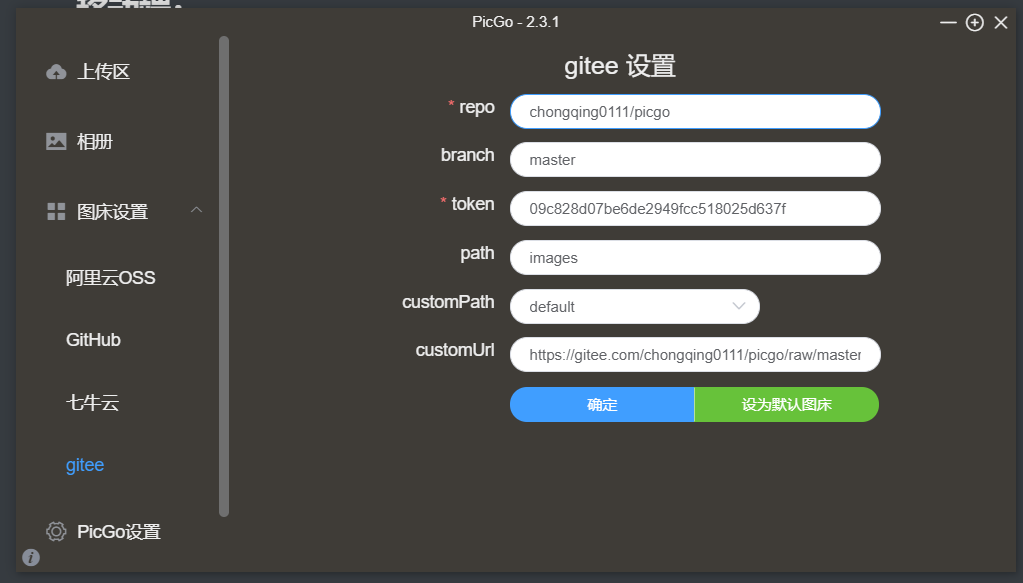 PicGo - 2.3.1
上传区
相册
图床设置
阿里云OSS
GitHub
七牛云
gitee
PicGo设置
gitee 设置
* repo
chongqing0111/picgo
branch
master
* token
09c828d07be6de2949fcc518025d637f
path
images
customPath
default
customUrl
https://gitee.com/chongqing0111/picgo/raw/master
确定
设为默认图床